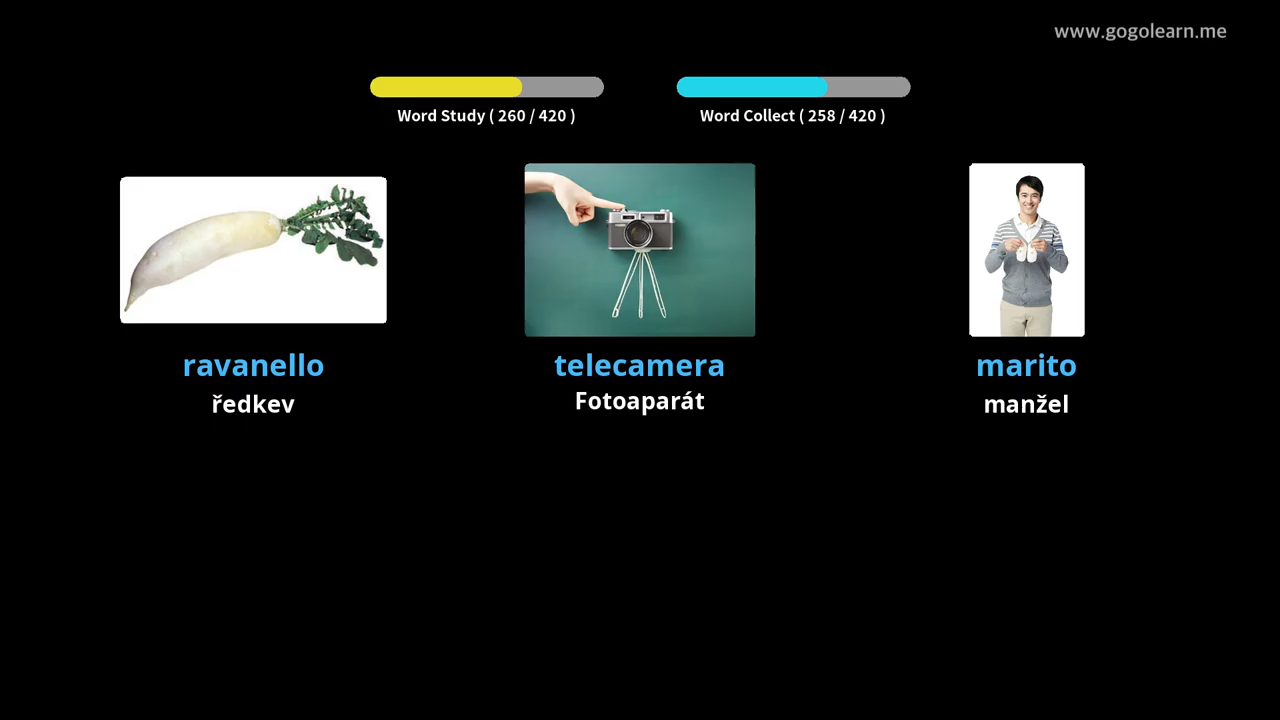 www.gogolearn.me
Word Study ( 260 / 420 )
Word Collect ( 258 / 420 )
ravanello
ředkev
telecamera
Fotoaparát
marito
manžel